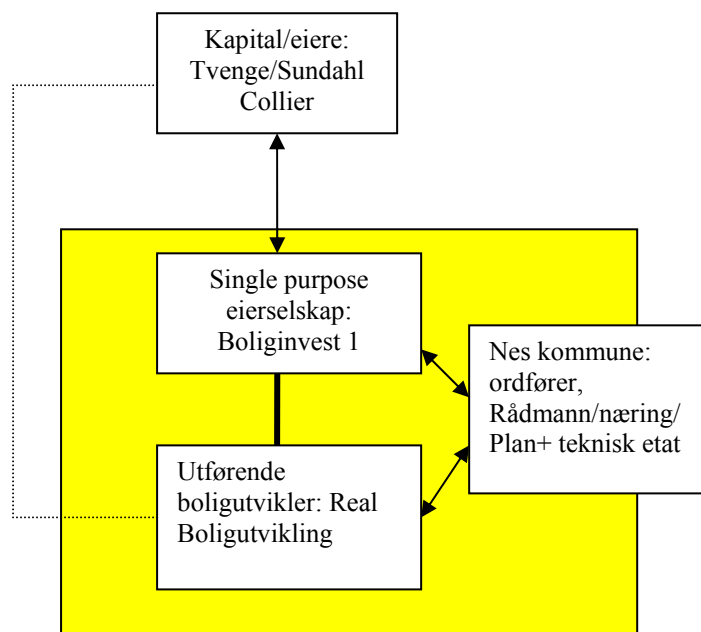 Kapital/eiere:
Tvenge/Sundahl
Collier
Single purpose
eierselskap:
Boliginvest 1
Nes kommune:
ordfører,
Rådmann/næring/
Plan+ teknisk etat
Utførende
boligutvikler: Real
Boligutvikling